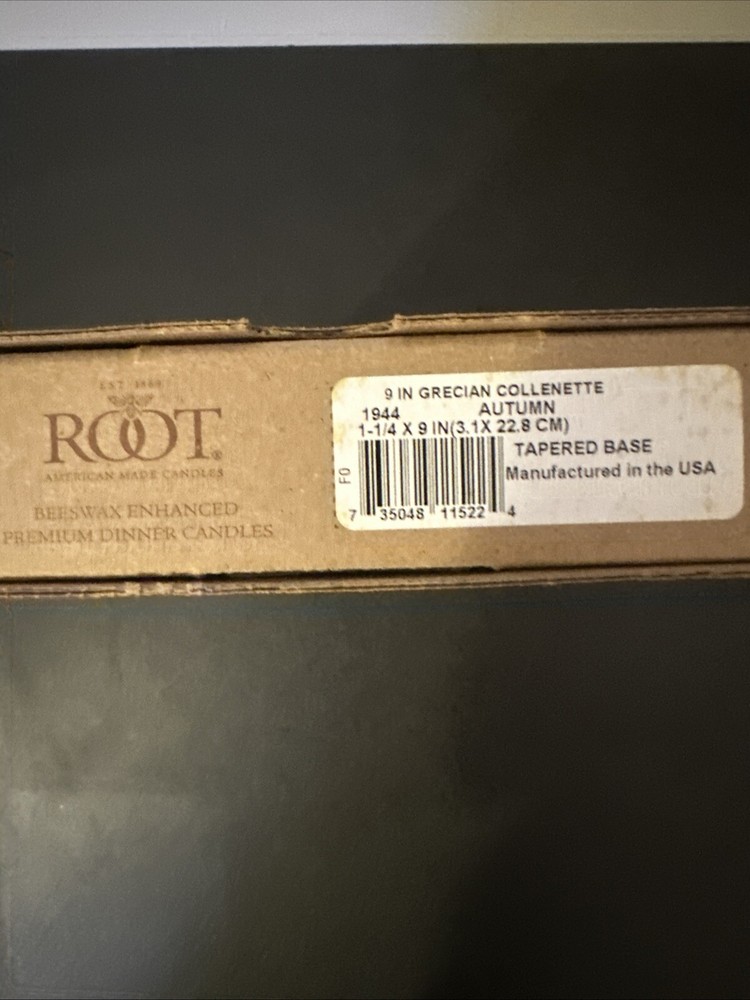 EST. 1869
ROOT®
AMERICAN MADE CANDLES
BEESWAX ENHANCED
PREMIUM DINNER CANDLES
9 IN GRECIAN COLLENETTE
1944 AUTUMN
1-1/4 X 9 IN(3.1X 22.8 CM)
TAPERED BASE
Manufactured in the USA
F0
7 35048 11522 4